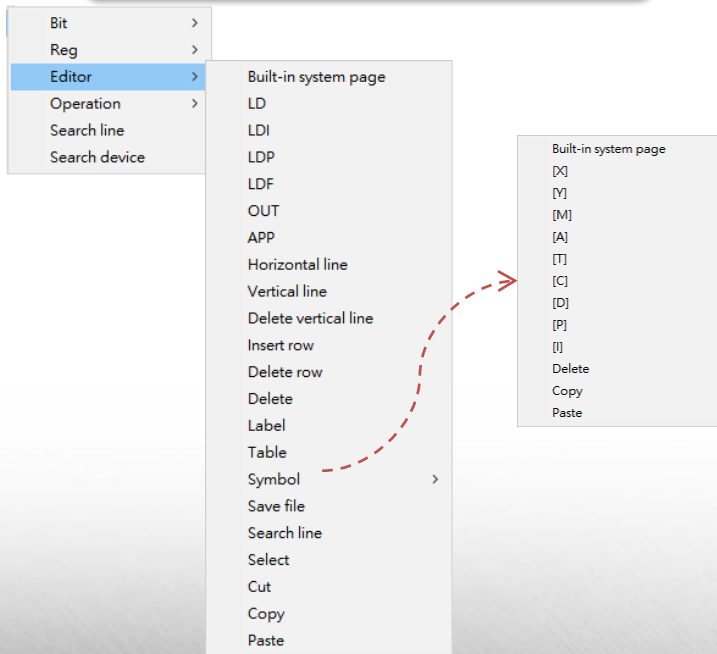 Bit
Reg
Editor
Operation
Search line
Search device
Built-in system page
LD
LDI
LDP
LDF
OUT
APP
Horizontal line
Vertical line
Delete vertical line
Insert row
Delete row
Delete
Label
Table
Symbol
Save file
Search line
Select
Cut
Copy
Paste
Built-in system page
[X]
[Y]
[M]
[A]
[T]
[C]
[D]
[P]
[I]
Delete
Copy
Paste